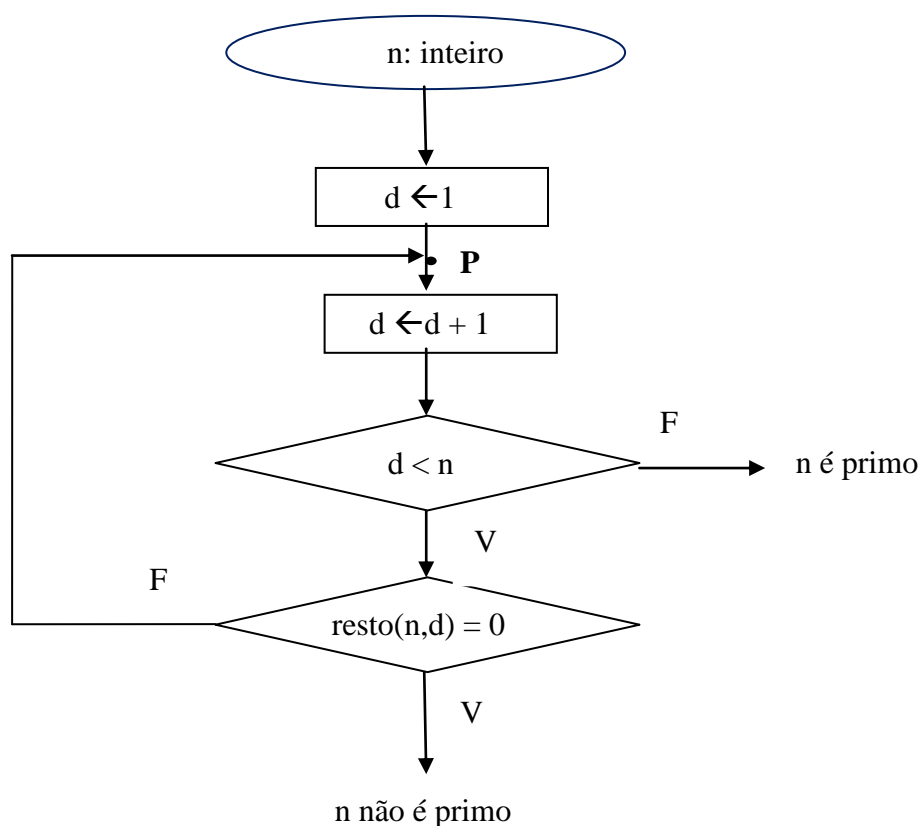 n: inteiro
d ←1
P
d ←d + 1
F
d < n
n é primo
V
F
resto(n,d) = 0
V
n não é primo